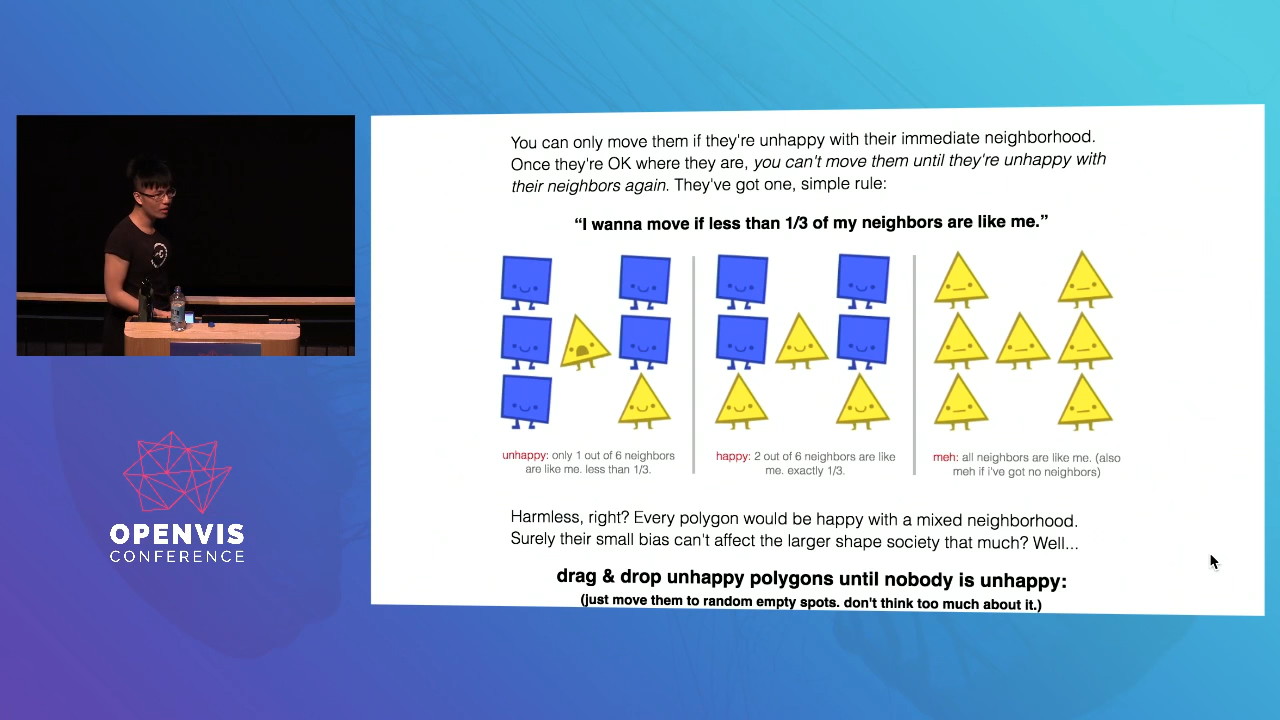 You can only move them if they're unhappy with their immediate neighborhood.
Once they're OK where they are, you can't move them until they're unhappy with
their neighbors again. They've got one, simple rule:
“I wanna move if less than 1/3 of my neighbors are like me.”
unhappy: only 1 out of 6 neighbors
are like me. less than 1/3.
happy: 2 out of 6 neighbors are like
me. exactly 1/3.
meh: all neighbors are like me. (also
meh if i've got no neighbors)
Harmless, right? Every polygon would be happy with a mixed neighborhood.
Surely their small bias can't affect the larger shape society that much? Well...
drag & drop unhappy polygons until nobody is unhappy:
(just move them to random empty spots. don't think too much about it.)
OPENVIS
CONFERENCE